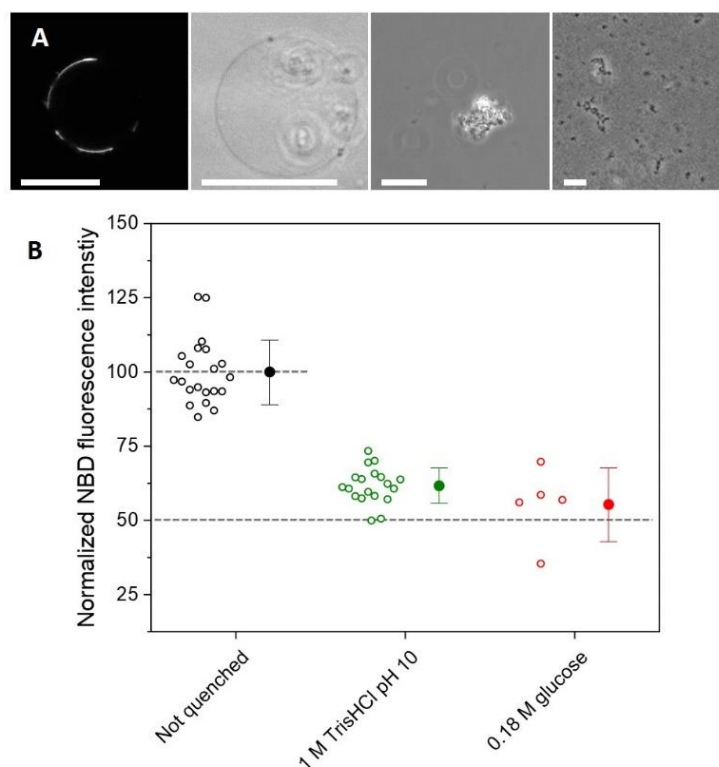 A
B
150
125
100
75
50
25
Normalized NBD fluorescence intenstiy
Not quenched
1 M TrisHCl pH 10
0.18 M glucose